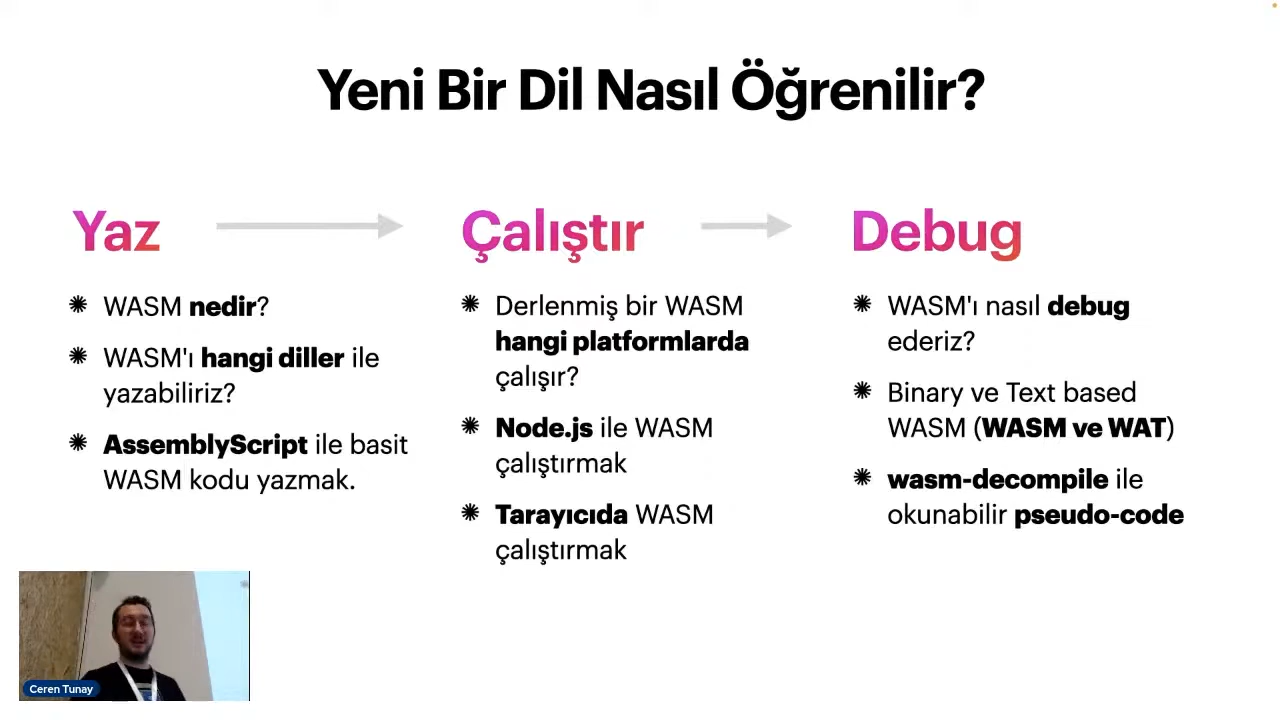 Yeni Bir Dil Nasıl Öğrenilir?
Yaz
WASM nedir?
WASM'ı hangi diller ile
yazabiliriz?
AssemblyScript ile basit
WASM kodu yazmak.
Çalıştır
Derlenmiş bir WASM
hangi platformlarda
çalışır?
Node.js ile WASM
çalıştırmak
Tarayıcıda WASM
çalıştırmak
Debug
WASM'ı nasıl debug
ederiz?
Binary ve Text based
WASM (WASM ve WAT)
wasm-decompile ile
okunabilir pseudo-code
Ceren Tunay